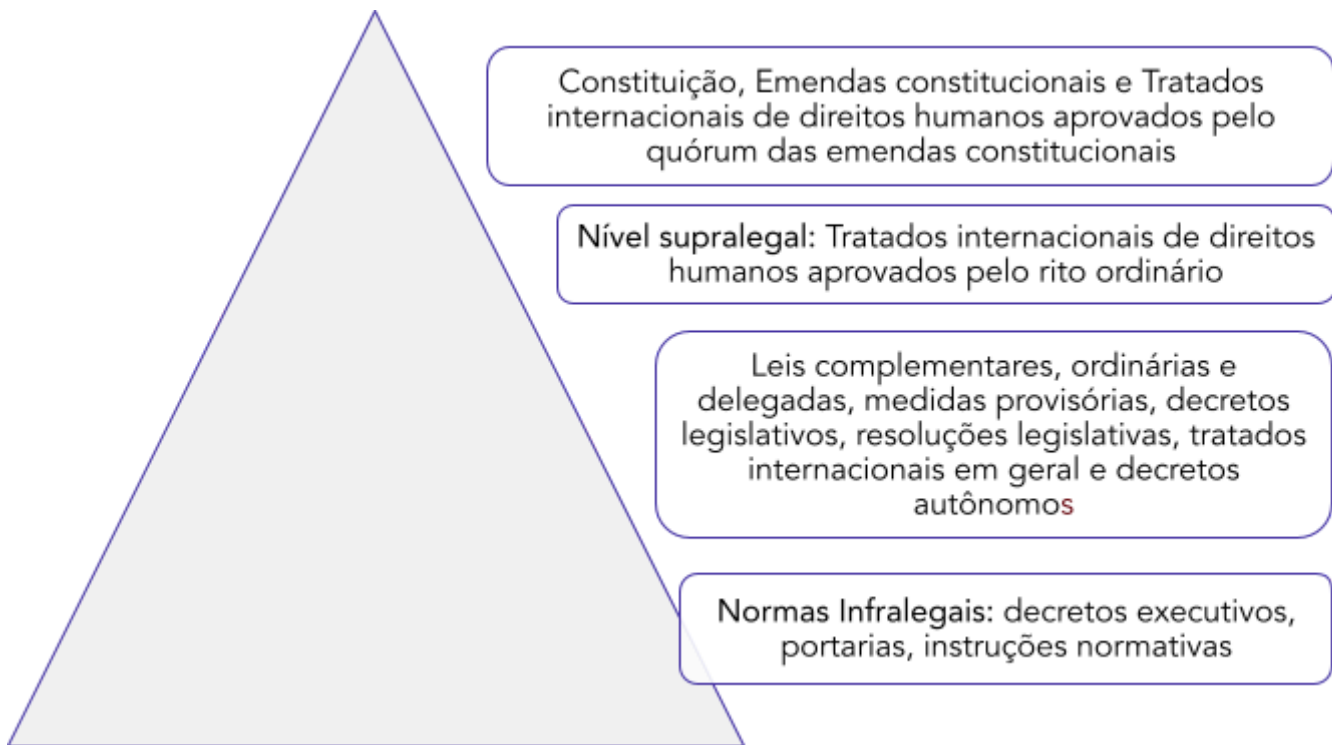 Constituição, Emendas constitucionais e Tratados
internacionais de direitos humanos aprovados pelo
quórum das emendas constitucionais
Nível supralegal: Tratados internacionais de direitos
humanos aprovados pelo rito ordinário
Leis complementares, ordinárias e
delegadas, medidas provisórias, decretos
legislativos, resoluções legislativas, tratados
internacionais em geral e decretos
autônomos
Normas Infralegais: decretos executivos,
portarias, instruções normativas